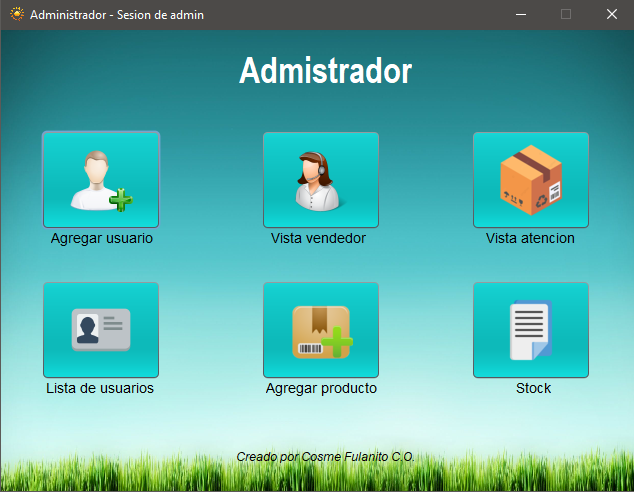 Administrador - Sesion de admin
Admistrador
Agregar usuario
Vista vendedor
Vista atencion
Lista de usuarios
Agregar producto
Stock
Creado por Cosme Fulanito C.O.